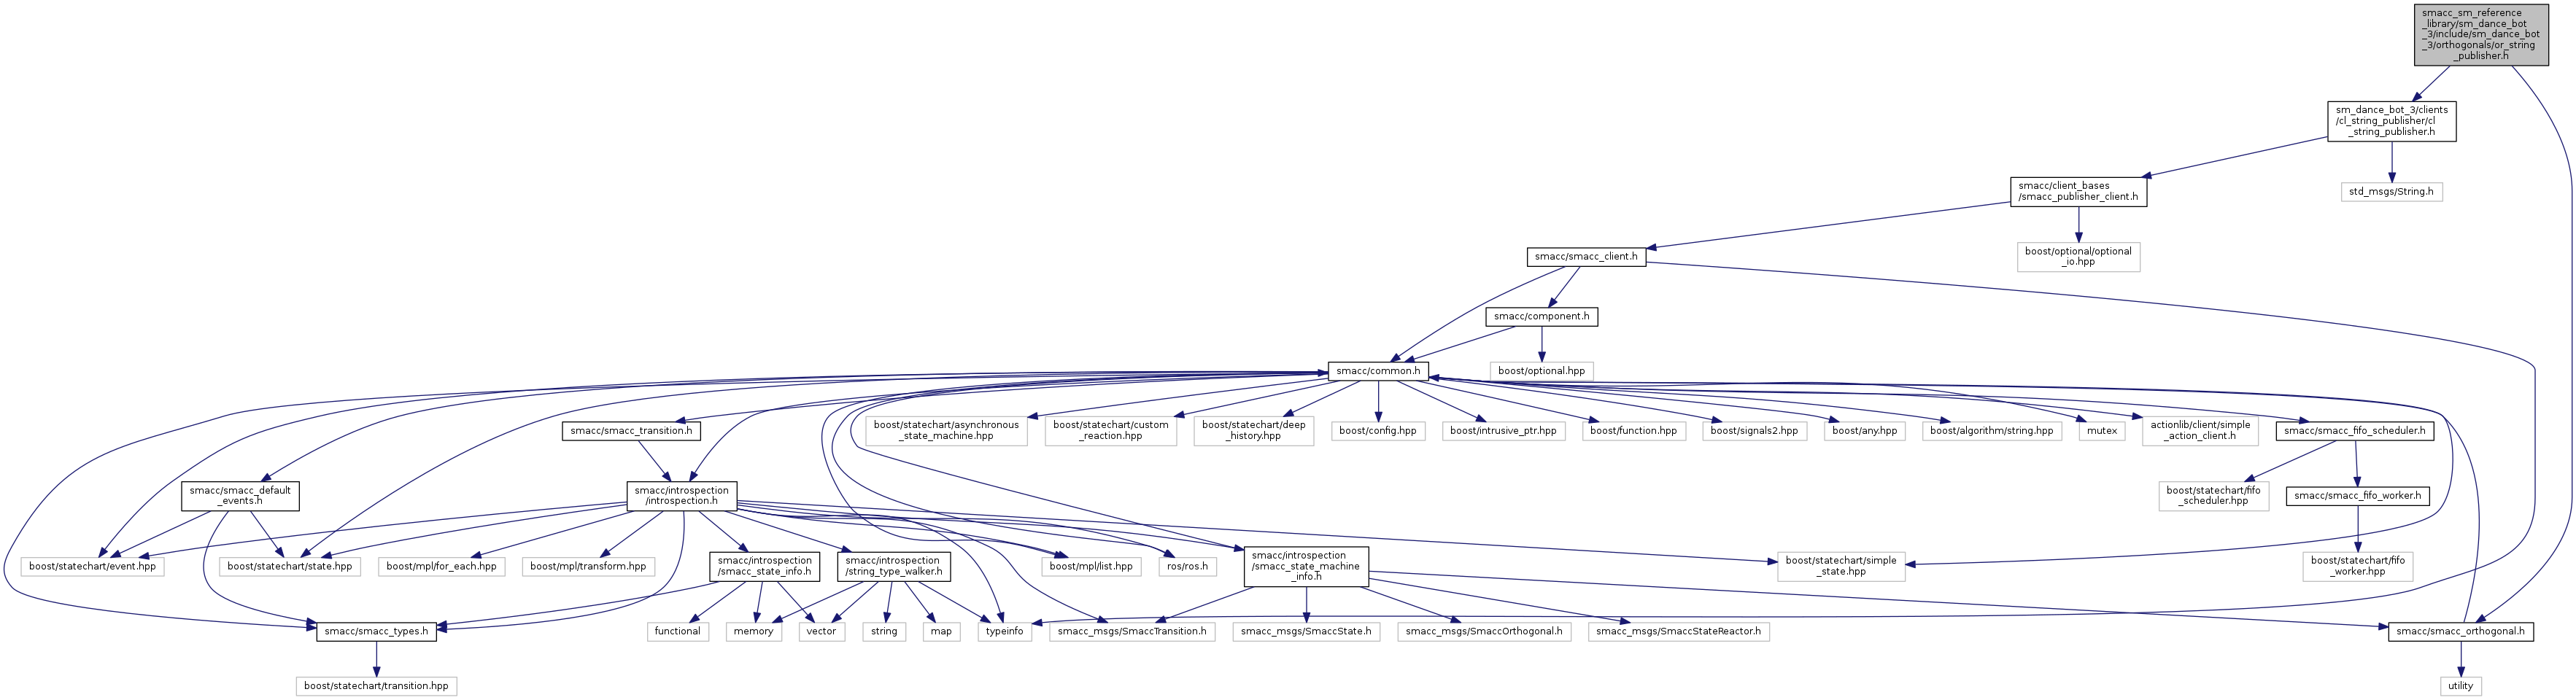 smacc_sm_reference
_library/sm_dance_bot
_3/include/sm_dance_bot
_3/orthogonals/or_string
_publisher.h
sm_dance_bot_3/clients
/cl_string_publisher/cl
_string_publisher.h
smacc/client_bases
/smacc_publisher_client.h
std_msgs/String.h
smacc/smacc_client.h
boost/optional/optional
_io.hpp
smacc/component.h
smacc/common.h
boost/optional.hpp
smacc/smacc_transition.h
boost/statechart/asynchronous
_state_machine.hpp
boost/statechart/custom
_reaction.hpp
boost/statechart/deep
_history.hpp
boost/config.hpp
boost/intrusive_ptr.hpp
boost/function.hpp
boost/signals2.hpp
boost/any.hpp
boost/algorithm/string.hpp
mutex
actionlib/client/simple
_action_client.h
smacc/smacc_fifo_scheduler.h
smacc/smacc_default
_events.h
smacc/introspection
/introspection.h
boost/statechart/fifo
_scheduler.hpp
smacc/smacc_fifo_worker.h
boost/statechart/event.hpp
boost/statechart/state.hpp
boost/mpl/for_each.hpp
boost/mpl/transform.hpp
smacc/introspection
/smacc_state_info.h
smacc/introspection
/string_type_walker.h
boost/mpl/list.hpp
ros/ros.h
smacc/introspection
/smacc_state_machine
_info.h
boost/statechart/simple
_state.hpp
boost/statechart/fifo
_worker.hpp
smacc/smacc_types.h
functional
memory
vector
string
map
typeinfo
smacc_msgs/SmaccTransition.h
smacc_msgs/SmaccState.h
smacc_msgs/SmaccOrthogonal.h
smacc_msgs/SmaccStateReactor.h
smacc/smacc_orthogonal.h
boost/statechart/transition.hpp
utility